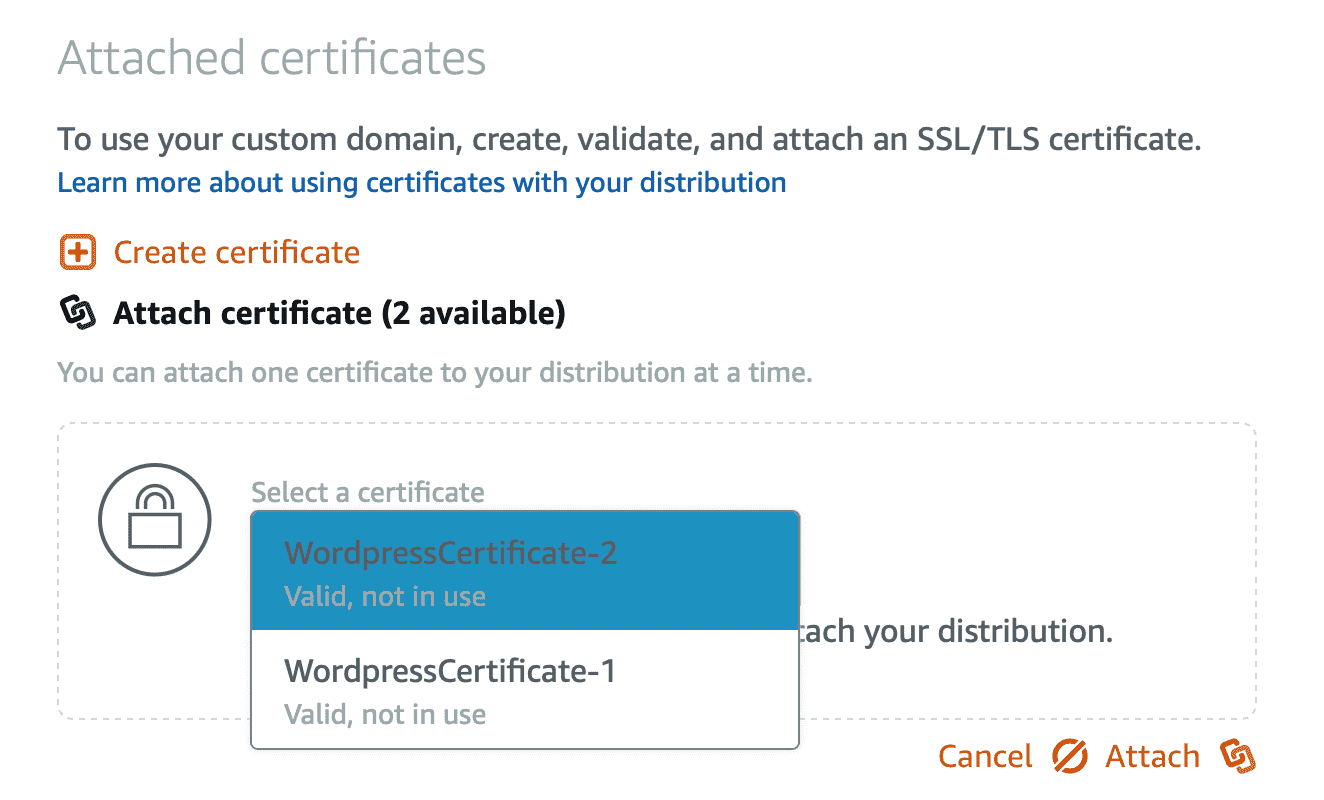 Attached certificates
To use your custom domain, create, validate, and attach an SSL/TLS certificate.
Learn more about using certificates with your distribution
Create certificate
Attach certificate (2 available)
You can attach one certificate to your distribution at a time.
Select a certificate
WordpressCertificate-2
Valid, not in use
your distribution.
WordpressCertificate-1
Valid, not in use
Cancel Attach